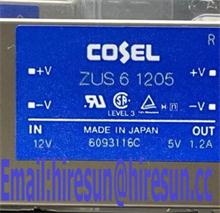 R
COSEL
ZUS 6 1205
+V +V
-V -V
LEVEL 3
IN MADE IN JAPAN OUT
12V 6093116C 5V 1.2A
Email:hiresun@hiresun.cc